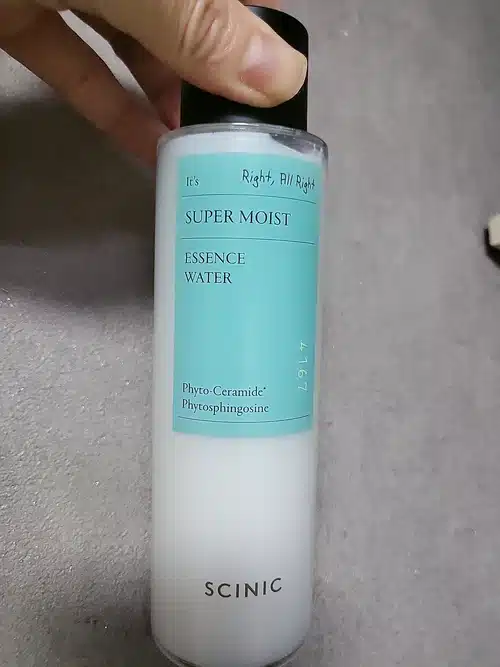 It's Right, All Right
SUPER MOIST
ESSENCE
WATER
4167
Phyto-Ceramide*
Phytosphingosine
SCINIC